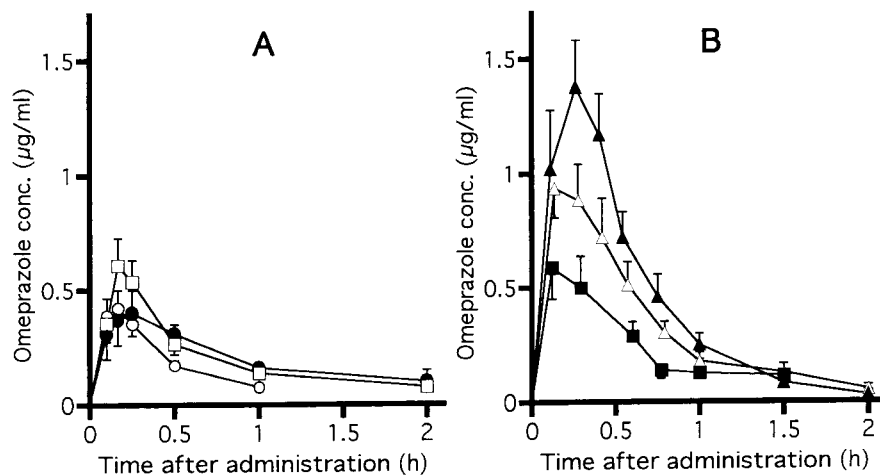 A
Omeprazole conc. (µg/ml)
1.5
1
0.5
0
0 0.5 1 1.5 2
Time after administration (h)
B
Omeprazole conc. (µg/ml)
1.5
1
0.5
0
0 0.5 1 1.5 2
Time after administration (h)